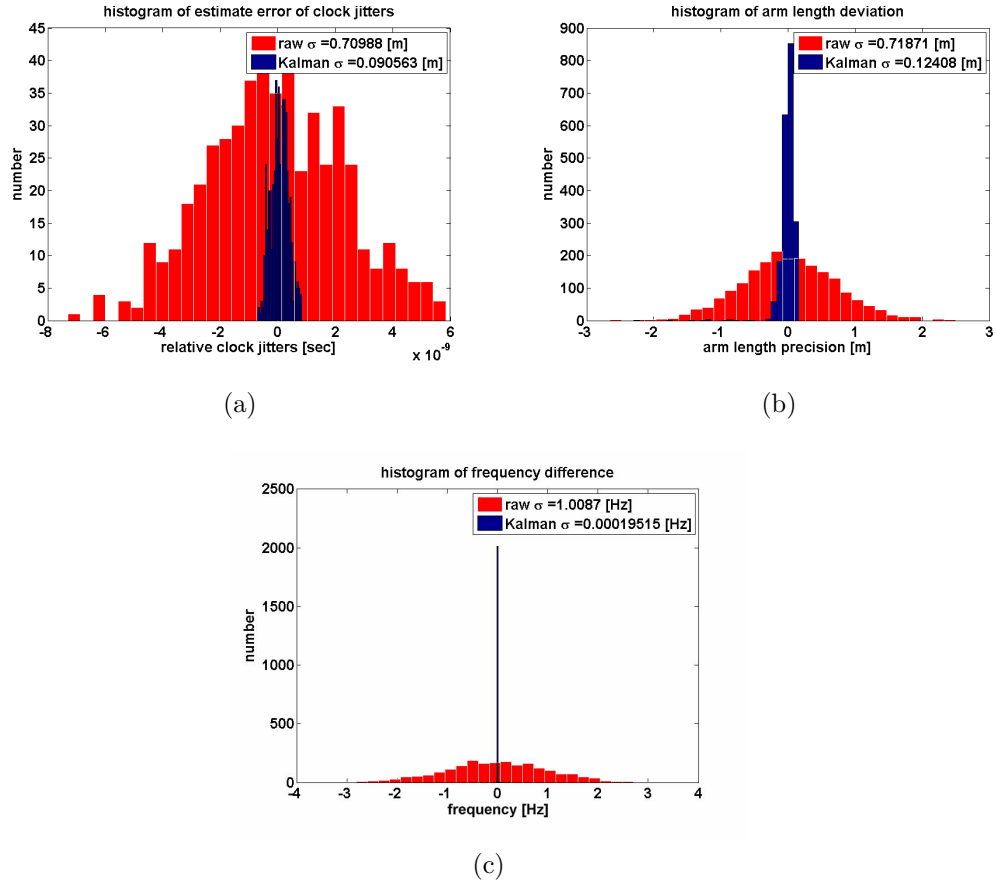 histogram of estimate error of clock jitters
raw σ =0.70988 [m]
Kalman σ =0.090563 [m]
number
45
40
35
30
25
20
15
10
5
0
-8
-6
-4
-2
0
2
4
6
relative clock jitters [sec]
x 10^-9
(a)
histogram of arm length deviation
raw σ =0.71871 [m]
Kalman σ =0.12408 [m]
number
900
800
700
600
500
400
300
200
100
0
-3
-2
-1
0
1
2
3
arm length precision [m]
(b)
histogram of frequency difference
raw σ =1.0087 [Hz]
Kalman σ =0.00019515 [Hz]
number
2500
2000
1500
1000
500
0
-4
-3
-2
-1
0
1
2
3
4
frequency [Hz]
(c)